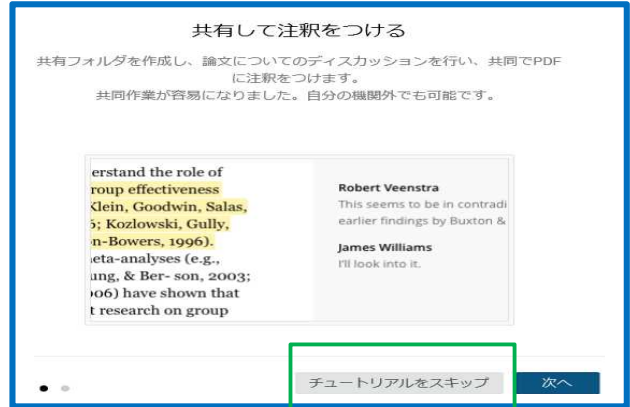 共有して注釈をつける
共有フォルダを作成し、論文についてのディスカッションを行い、共同でPDF
に注釈をつけます。
共同作業が容易になりました。自分の機関外でも可能です。
erstand the role of
roup effectiveness
Klein, Goodwin, Salas,
; Kozlowski, Gully,
n-Bowers, 1996).
eta-analyses (e.g.,
ung, & Ber- son, 2003;
06) have shown that
t research on group
Robert Veenstra
This seems to be in contradi
earlier findings by Buxton &
James Williams
I'll look into it.
チュートリアルをスキップ
次へ